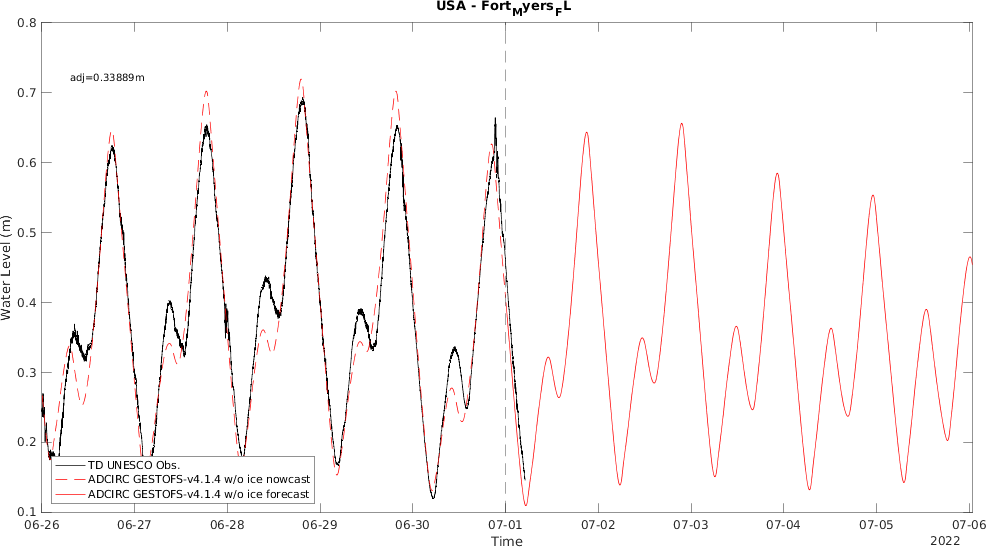 USA - Fort_Myers_FL
0.8
adj=0.33889m
0.7
0.6
0.5
0.4
0.3
0.2
0.1
Water Level (m)
TD UNESCO Obs.
ADCIRC GESTOFS-v4.1.4 w/o ice nowcast
ADCIRC GESTOFS-v4.1.4 w/o ice forecast
06-26 06-27 06-28 06-29 06-30 07-01 07-02 07-03 07-04 07-05 07-06
Time
2022